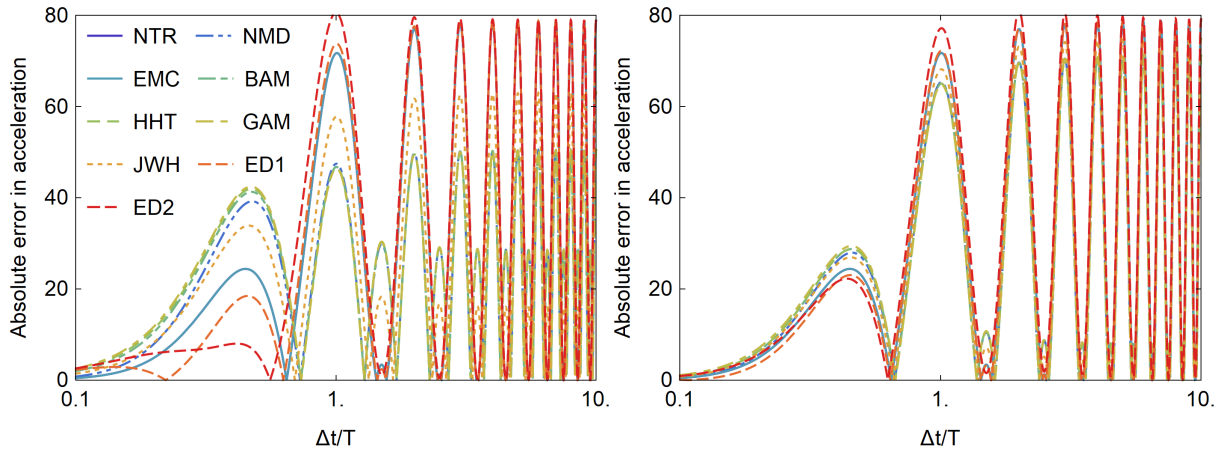 Absolute error in acceleration
80
60
40
20
0
NTR
NMD
EMC
BAM
HHT
GAM
JWH
ED1
ED2
0.1
1.
10.
Δt/T
Absolute error in acceleration
80
60
40
20
0
0.1
1.
10.
Δt/T